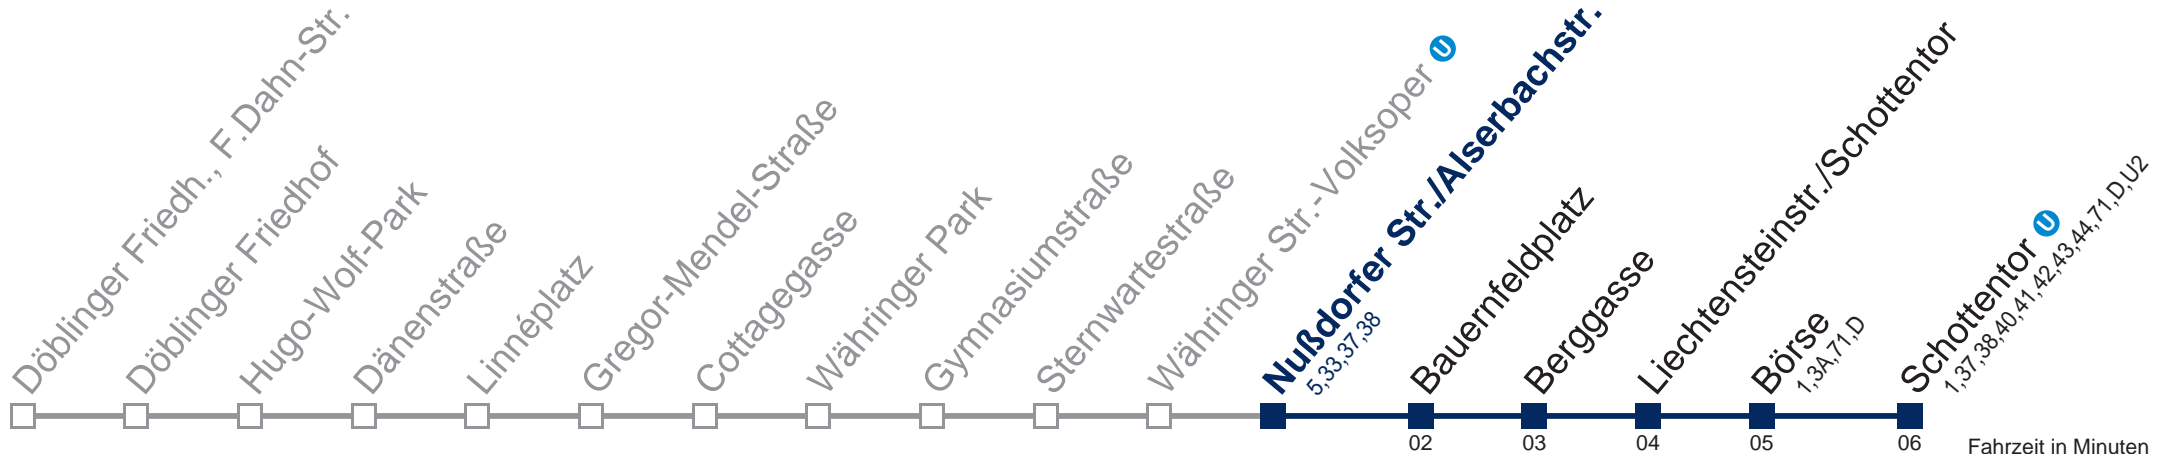 Döblinger Friedh., F.Dahn-Str.
Döblinger Friedhof
Hugo-Wolf-Park
Dänenstraße
Linnéplatz
Gregor-Mendel-Straße
Cottagegasse
Währinger Park
Gymnasiumstraße
Sternwartestraße
Währinger Str.-Volksoper U
Nußdorfer Str./Alserbachstr.
5,33,37,38
Bauernfeldplatz
Berggasse
Liechtensteinstr./Schottentor
Börse
1,3A,71,D
Schottentor U
1,37,38,40,41,42,43,44,71,D,U2
02 03 04 05 06
Fahrzeit in Minuten